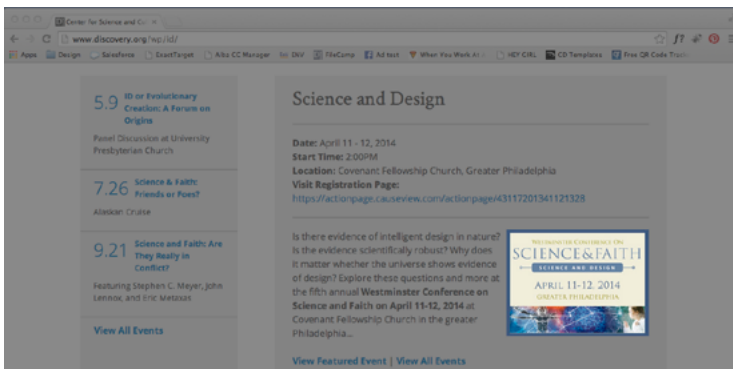 Center for Science and Cu
www.discovery.org/wp/id/
Apps Design Salesforce ExactTarget Alba CC Manager DiV FileCamp Ad test When You Work At HEY GIRL CD Templates Free QR Code Track
5.9 ID or Evolutionary
Creation: A Forum on
Origins
Panel Discussion at University
Presbyterian Church
7.26 Science & Faith:
Friends or Foes?
Alaskan Cruise
9.21 Science and Faith: Are
They Really in
Conflict?
Featuring Stephen C. Meyer, John
Lennox, and Eric Metaxas
View All Events
Science and Design
Date: April 11 - 12, 2014
Start Time: 2:00PM
Location: Covenant Fellowship Church, Greater Philadelphia
Visit Registration Page:
https://actionpage.causeview.com/actionpage/43117201341121328
Is there evidence of intelligent design in nature?
Is the evidence scientifically robust? Why does
it matter whether the universe shows evidence
of design? Explore these questions and more at
the fifth annual Westminster Conference on
Science and Faith on April 11-12, 2014 at
Covenant Fellowship Church in the greater
Philadelphia...
View Featured Event | View All Events
WESTMINSTER CONFERENCE ON
SCIENCE & FAITH
SCIENCE AND DESIGN
APRIL 11-12, 2014
GREATER PHILADELPHIA